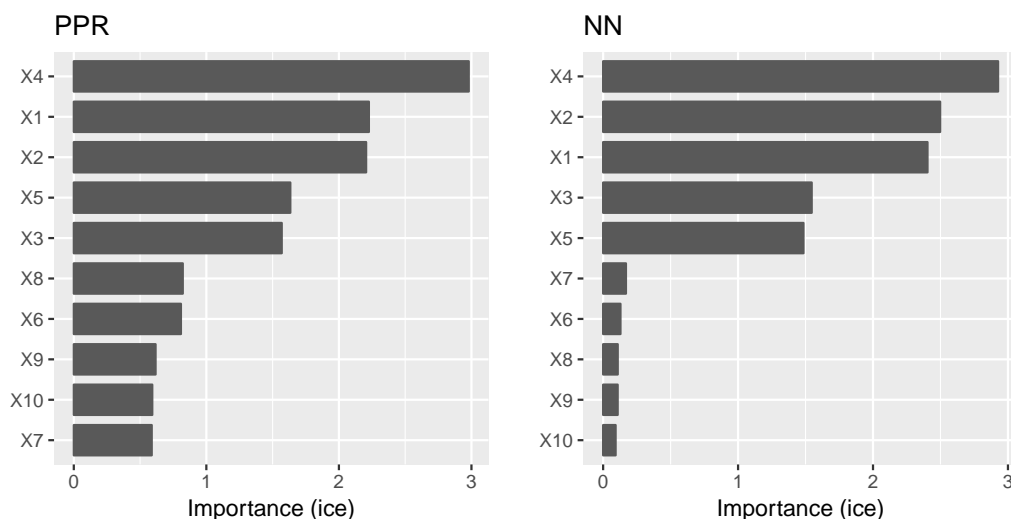 PPR
X4
X1
X2
X5
X3
X8
X6
X9
X10
X7
0 1 2 3
Importance (ice)
NN
X4
X2
X1
X3
X5
X7
X6
X8
X9
X10
0 1 2 3
Importance (ice)